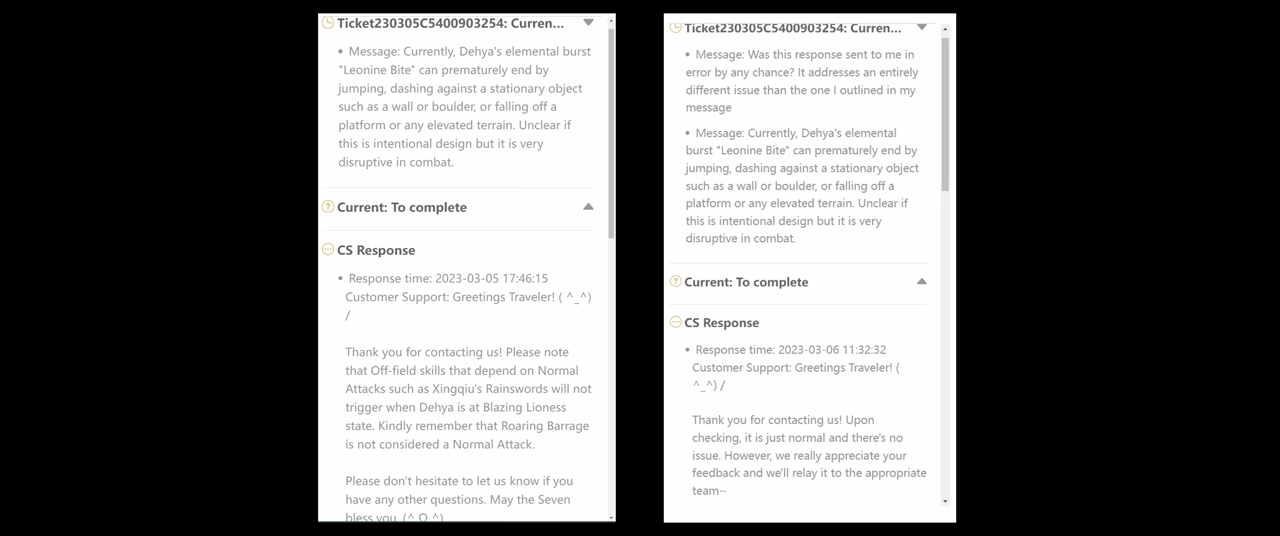 Ticket230305C5400903254: Curren...
• Message: Currently, Dehya's elemental burst
"Leonine Bite" can prematurely end by
jumping, dashing against a stationary object
such as a wall or boulder, or falling off a
platform or any elevated terrain. Unclear if
this is intentional design but it is very
disruptive in combat.
Current: To complete
CS Response
• Response time: 2023-03-05 17:46:15
Customer Support: Greetings Traveler! ( ^_^)
/
Thank you for contacting us! Please note
that Off-field skills that depend on Normal
Attacks such as Xingqiu's Rainswords will not
trigger when Dehya is at Blazing Lioness
state. Kindly remember that Roaring Barrage
is not considered a Normal Attack.
Please don't hesitate to let us know if you
have any other questions. May the Seven
bless you. (^_O_^)
Ticket230305C5400903254: Curren...
• Message: Was this response sent to me in
error by any chance? It addresses an entirely
different issue than the one I outlined in my
message
• Message: Currently, Dehya's elemental
burst "Leonine Bite" can prematurely end by
jumping, dashing against a stationary object
such as a wall or boulder, or falling off a
platform or any elevated terrain. Unclear if
this is intentional design but it is very
disruptive in combat.
Current: To complete
CS Response
• Response time: 2023-03-06 11:32:32
Customer Support: Greetings Traveler! (
^_^) /
Thank you for contacting us! Upon
checking, it is just normal and there's no
issue. However, we really appreciate your
feedback and we'll relay it to the appropriate
team~